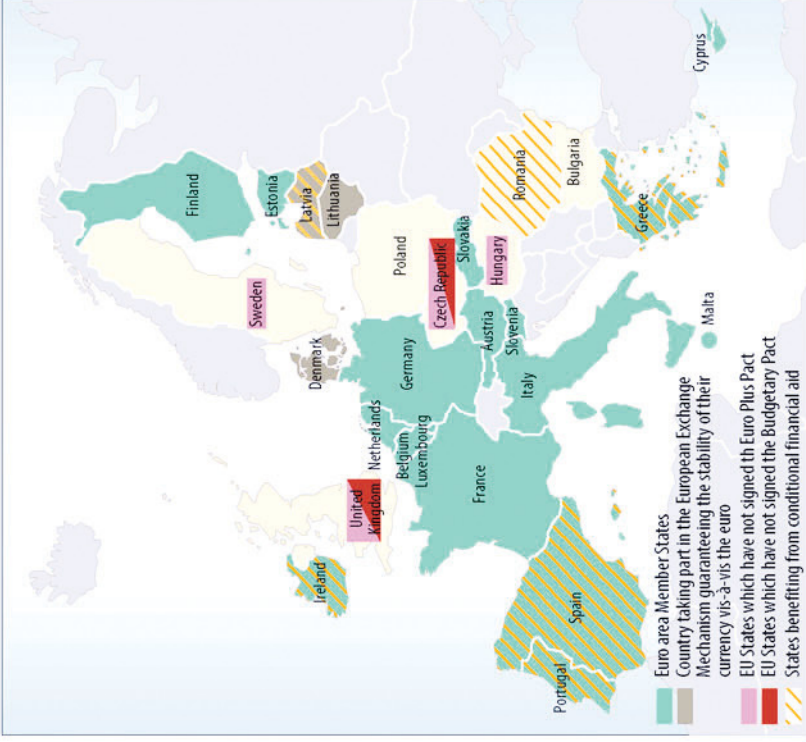 Finland
Sweden
Estonia
Latvia
Lithuania
Denmark
Ireland
United
Kingdom
Netherlands
Belgium
Luxembourg
Germany
Poland
Czech Republic
Slovakia
Austria
Hungary
Slovenia
Romania
Bulgaria
France
Italy
Greece
Portugal
Spain
Malta
Cyprus
Euro area Member States
Country taking part in the European Exchange
Mechanism guaranteeing the stability of their
currency vis-à-vis the euro
EU States which have not signed th Euro Plus Pact
EU States which have not signed the Budgetary Pact
States benefiting from conditional financial aid